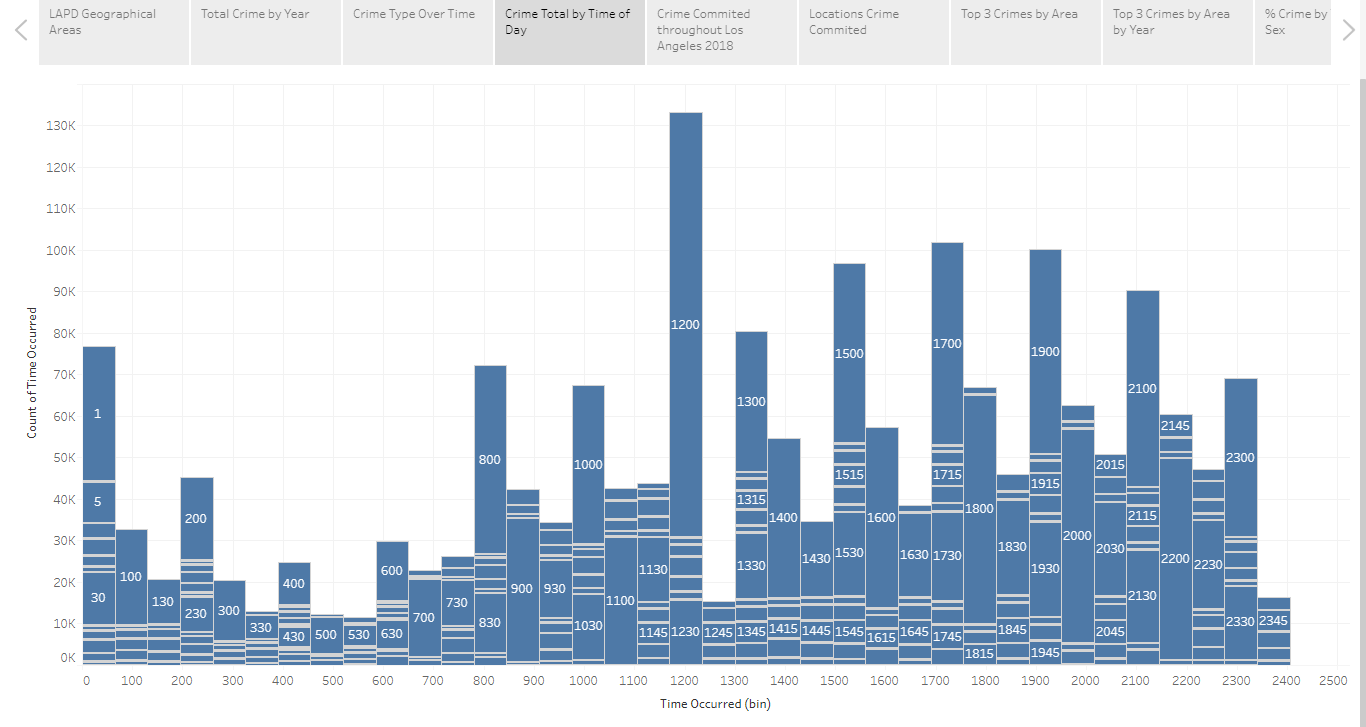 LAPD Geographical
Areas
Total Crime by Year
Crime Type Over Time
Crime Total by Time of
Day
Crime Commited
throughout Los
Angeles 2018
Locations Crime
Commited
Top 3 Crimes by Area
Top 3 Crimes by Area
by Year
% Crime by
Sex
Count of Time Occurred
130K
120K
110K
100K
90K
80K
70K
60K
50K
40K
30K
20K
10K
0K
1
5
30
100
130
200
230
300
330
400
430
500
530
600
630
700
730
800
830
900
930
1000
1030
1100
1130
1145
1200
1230
1245
1300
1315
1330
1345
1400
1415
1430
1445
1500
1515
1530
1545
1600
1615
1630
1645
1700
1715
1730
1745
1800
1815
1830
1845
1900
1915
1930
1945
2000
2015
2030
2045
2100
2115
2130
2145
2200
2230
2300
2330
2345
0 100 200 300 400 500 600 700 800 900 1000 1100 1200 1300 1400 1500 1600 1700 1800 1900 2000 2100 2200 2300 2400 2500
Time Occurred (bin)